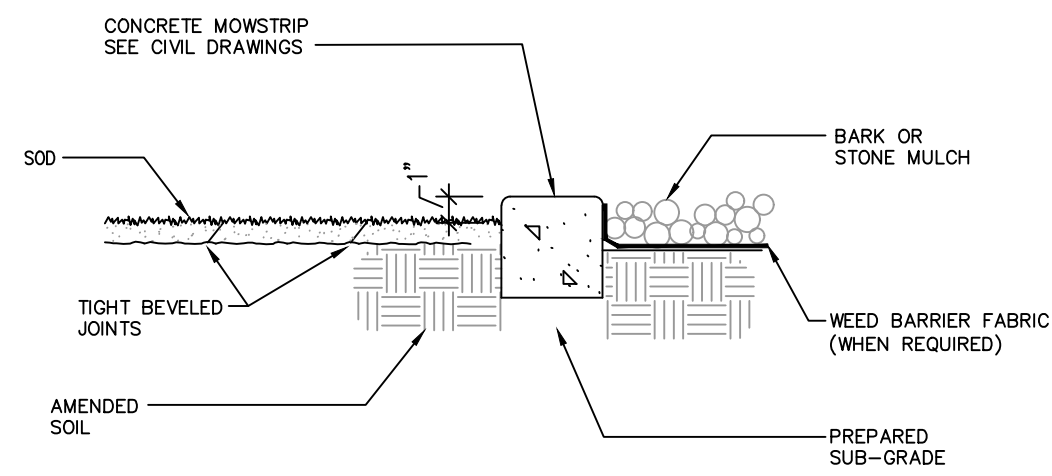 CONCRETE MOWSTRIP
SEE CIVIL DRAWINGS
SOD
1"
BARK OR
STONE MULCH
TIGHT BEVELED
JOINTS
WEED BARRIER FABRIC
(WHEN REQUIRED)
AMENDED
SOIL
PREPARED
SUB-GRADE